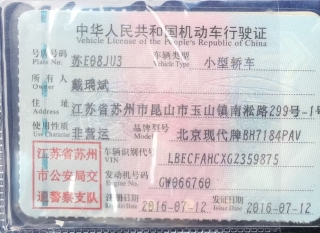 中华人民共和国机动车行驶证
Vehicle License of the People's Republic of China
号牌号码 Plate No. 苏E08JU3 车辆类型 Vehicle Type 小型轿车
所有人 Owner 戴瑞斌
住址 Address 江苏省苏州市昆山市玉山镇南淞路299号-1号
使用性质 Use Character 非营运 品牌型号 Model 北京现代牌BH7184PAV
江苏省苏州市公安局交通警察支队
车辆识别代号 VIN LBECFAHCXGZ359875
发动机号码 Engine No. GW066760
注册日期 2016-07-12 发证日期 2016-07-12